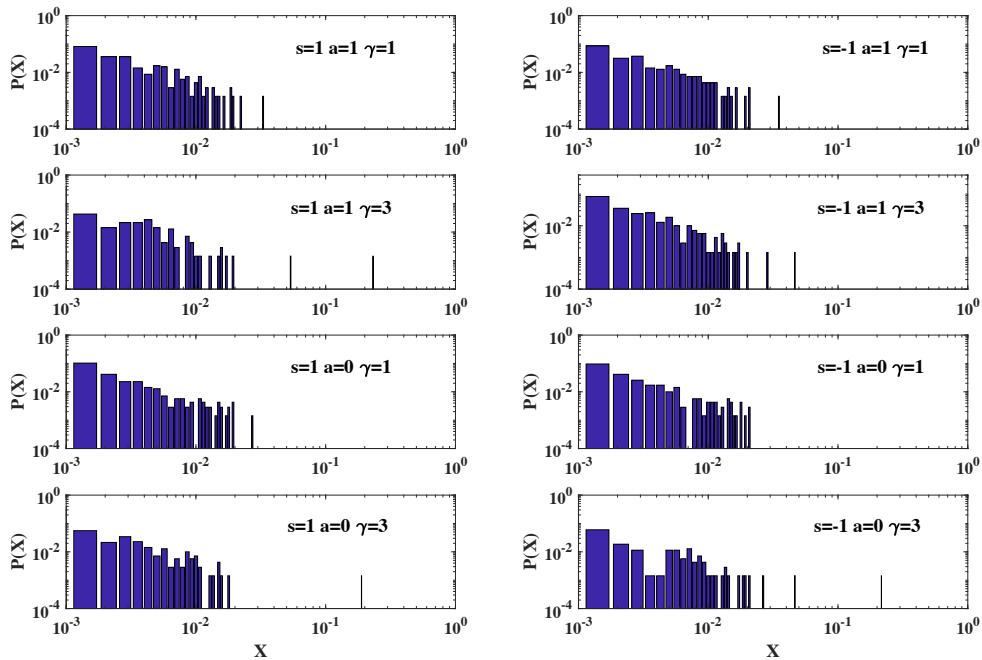 s=1 a=1 γ=1
P(X)
10^0
10^-2
10^-4
10^-3 10^-2 10^-1 10^0
s=-1 a=1 γ=1
P(X)
10^0
10^-2
10^-4
10^-3 10^-2 10^-1 10^0
s=1 a=1 γ=3
P(X)
10^0
10^-2
10^-4
10^-3 10^-2 10^-1 10^0
s=-1 a=1 γ=3
P(X)
10^-2
10^-4
10^-3 10^-2 10^-1 10^0
s=1 a=0 γ=1
P(X)
10^0
10^-2
10^-4
10^-3 10^-2 10^-1 10^0
s=-1 a=0 γ=1
P(X)
10^0
10^-2
10^-4
10^-3 10^-2 10^-1 10^0
s=1 a=0 γ=3
P(X)
10^0
10^-2
10^-4
10^-3 10^-2 10^-1 10^0
X
s=-1 a=0 γ=3
P(X)
10^0
10^-2
10^-4
10^-3 10^-2 10^-1 10^0
X